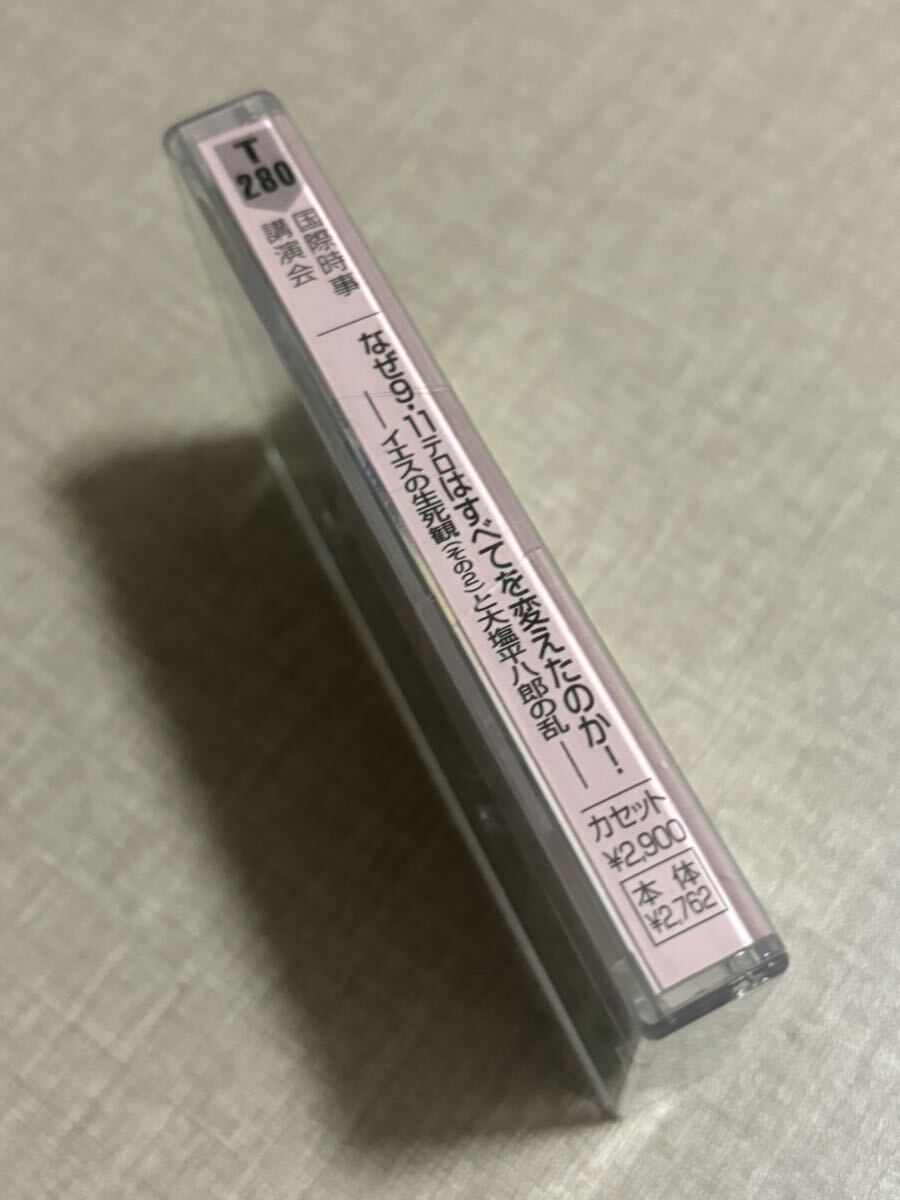 T
280
国際時事
講演会
なぜ9・11テロはすべてを変えたのか！
―イエスの生死観(その2)と大塩平八郎の乱―
カセット
¥2,900
本体
¥2,762